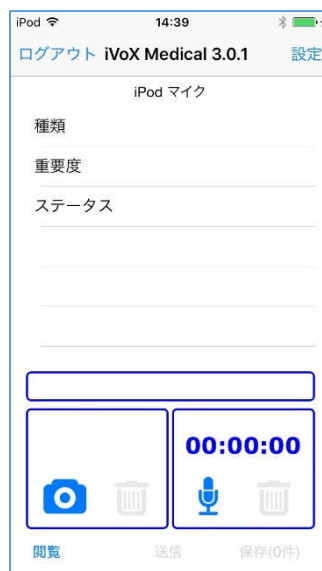 iPod 14:39
ログアウト iVoX Medical 3.0.1 設定
iPod マイク
種類
重要度
ステータス
00:00:00
閲覧 送信 保存(0件)